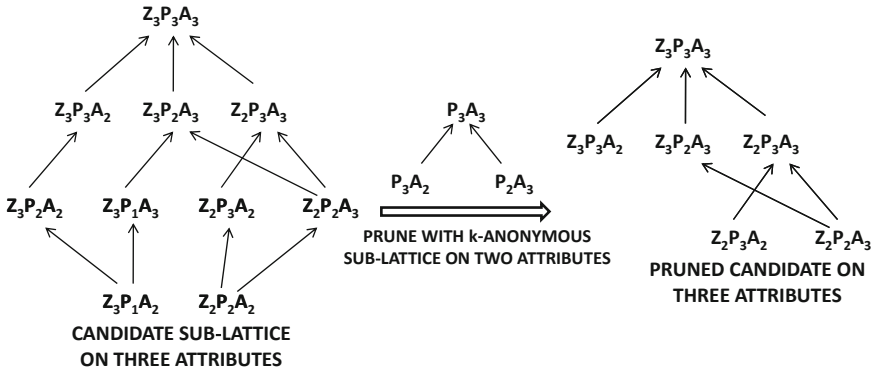 Z₃P₃A₃
Z₃P₃A₂ Z₃P₂A₃ Z₂P₃A₃
Z₃P₂A₂ Z₃P₁A₃ Z₂P₃A₂ Z₂P₂A₃
Z₃P₁A₂ Z₂P₂A₂
CANDIDATE SUB-LATTICE
ON THREE ATTRIBUTES
P₃A₃
P₃A₂ P₂A₃
PRUNE WITH k-ANONYMOUS
SUB-LATTICE ON TWO ATTRIBUTES
Z₃P₃A₃
Z₃P₃A₂ Z₃P₂A₃ Z₂P₃A₃
Z₂P₃A₂ Z₂P₂A₃
PRUNED CANDIDATE ON
THREE ATTRIBUTES